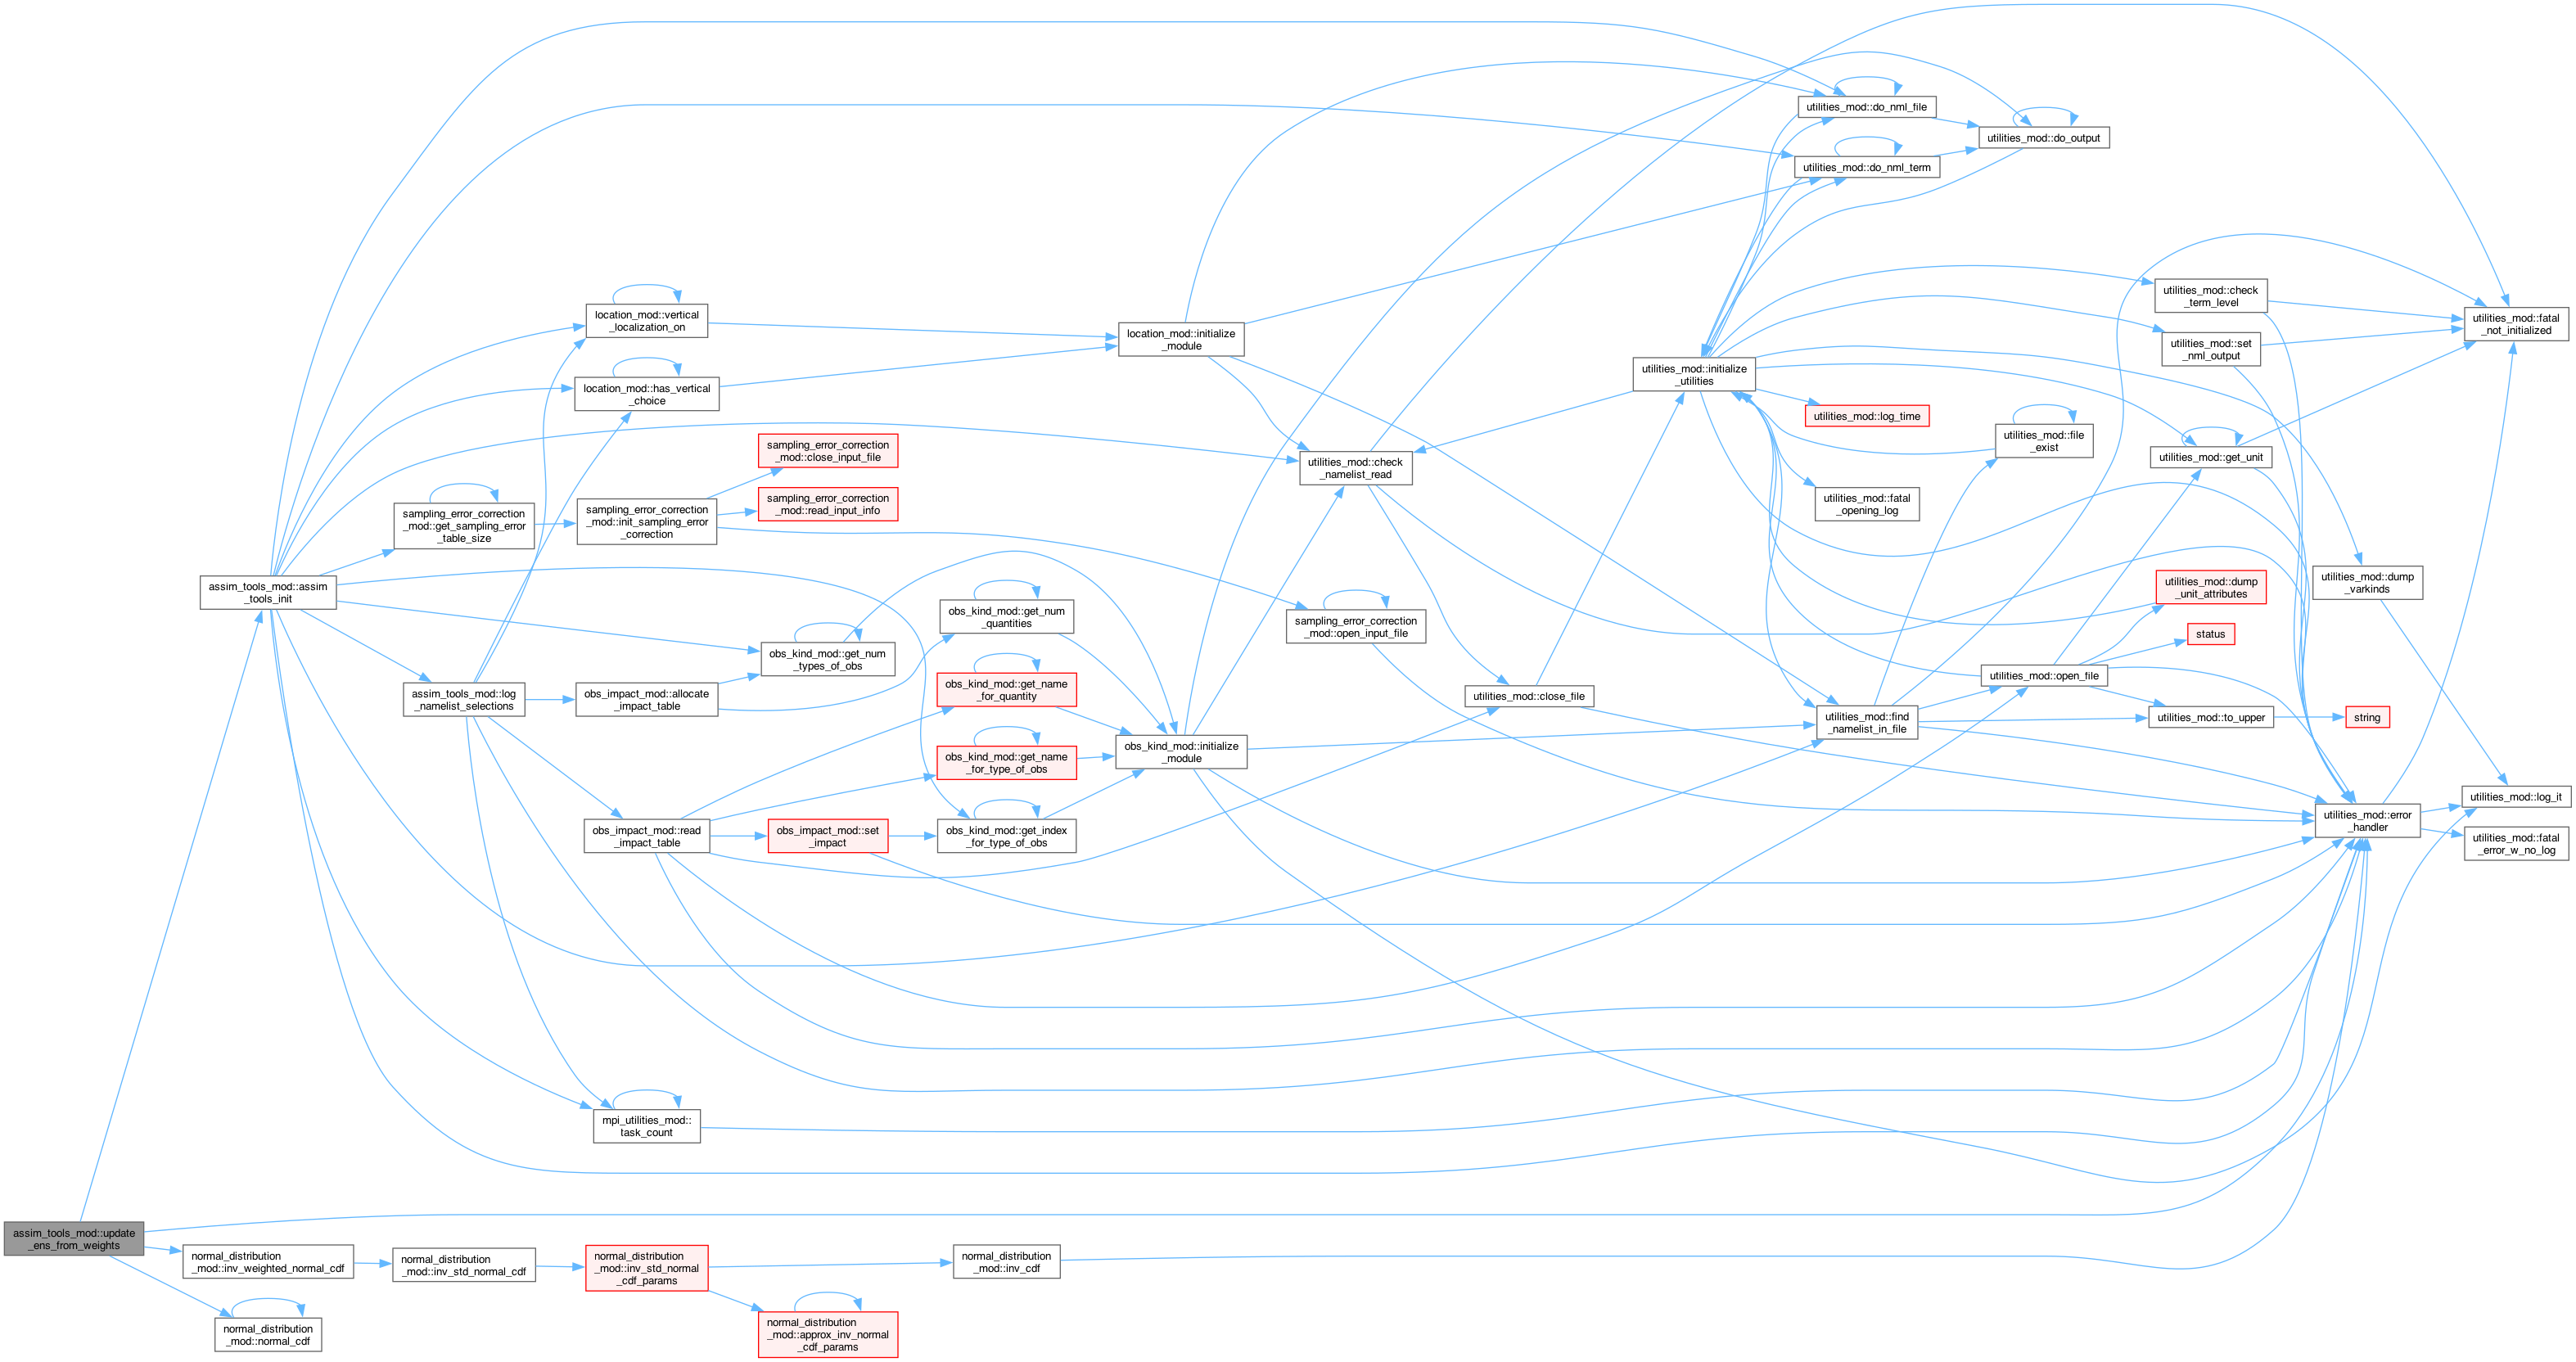 assim_tools_mod::update
_ens_from_weights
assim_tools_mod::assim
_tools_init
normal_distribution
_mod::inv_weighted_normal_cdf
normal_distribution
_mod::normal_cdf
sampling_error_correction
_mod::get_sampling_error
_table_size
assim_tools_mod::log
_namelist_selections
normal_distribution
_mod::inv_std_normal_cdf
location_mod::vertical
_localization_on
location_mod::has_vertical
_choice
sampling_error_correction
_mod::init_sampling_error
_correction
obs_impact_mod::allocate
_impact_table
obs_impact_mod::read
_impact_table
mpi_utilities_mod::
task_count
normal_distribution
_mod::inv_std_normal
_cdf_params
sampling_error_correction
_mod::close_input_file
sampling_error_correction
_mod::read_input_info
obs_kind_mod::get_num
_types_of_obs
obs_impact_mod::set
_impact
normal_distribution
_mod::approx_inv_normal
_cdf_params
obs_kind_mod::get_num
_quantities
obs_kind_mod::get_name
_for_quantity
obs_kind_mod::get_name
_for_type_of_obs
obs_kind_mod::get_index
_for_type_of_obs
normal_distribution
_mod::inv_cdf
location_mod::initialize
_module
obs_kind_mod::initialize
_module
utilities_mod::check
_namelist_read
sampling_error_correction
_mod::open_input_file
utilities_mod::close_file
utilities_mod::initialize
_utilities
utilities_mod::do_nml_file
utilities_mod::do_nml_term
utilities_mod::log_time
utilities_mod::fatal
_opening_log
utilities_mod::find
_namelist_in_file
utilities_mod::do_output
utilities_mod::file
_exist
utilities_mod::open_file
utilities_mod::check
_term_level
utilities_mod::set
_nml_output
utilities_mod::get_unit
utilities_mod::dump
_unit_attributes
status
utilities_mod::to_upper
utilities_mod::dump
_varkinds
string
utilities_mod::error
_handler
utilities_mod::fatal
_not_initialized
utilities_mod::log_it
utilities_mod::fatal
_error_w_no_log